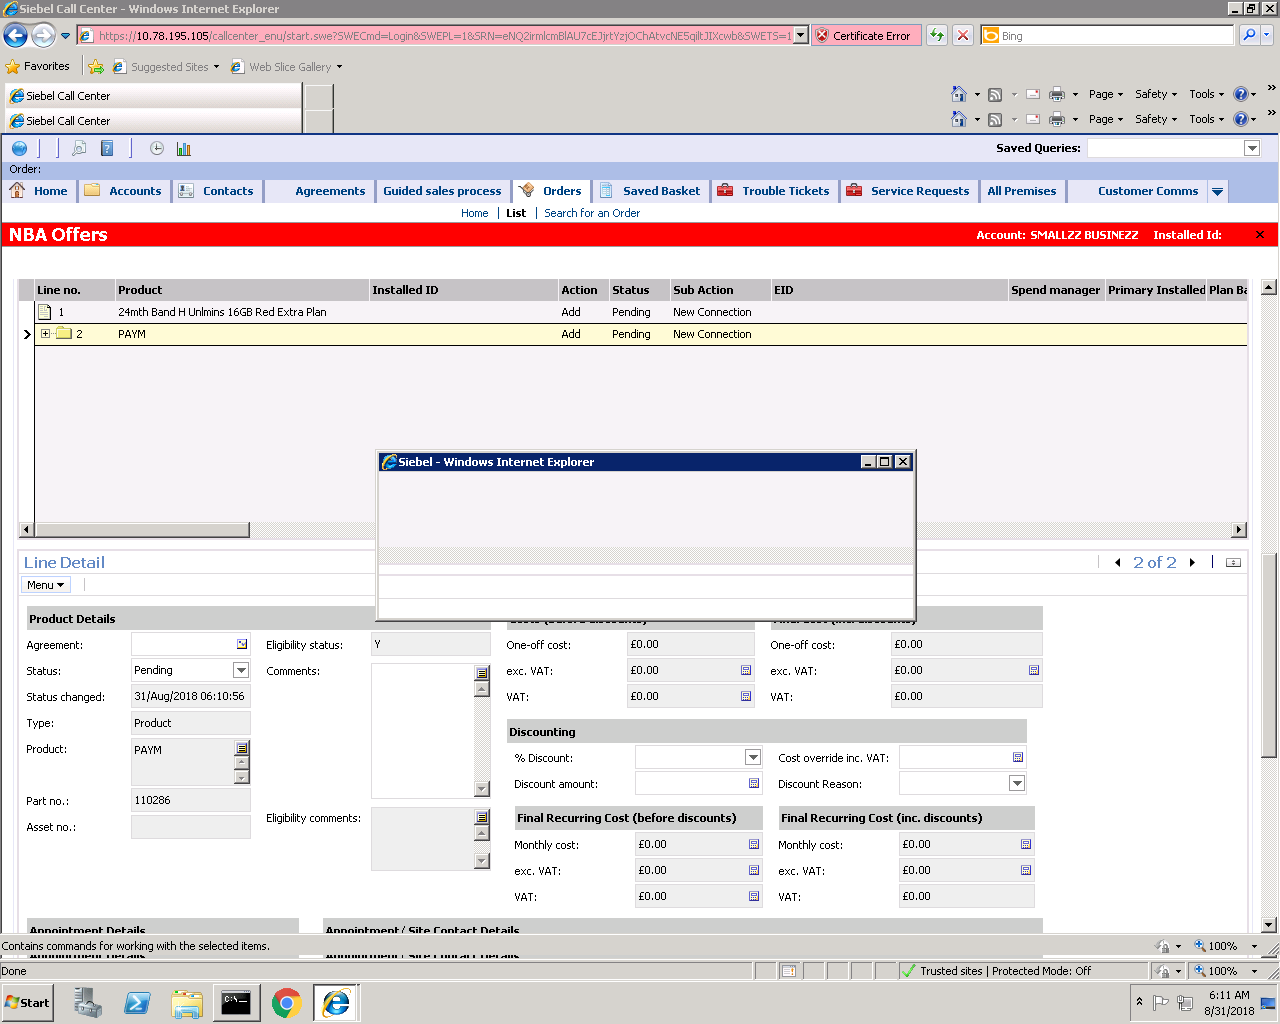 Siebel Call Center - Windows Internet Explorer
https://10.78.195.105/callcenter_enu/start.swe?SWECmd=Login&SWEPL=1&SRN=
Certificate Error
Bing
Favorites
Suggested Sites
Web Slice Gallery
Siebel Call Center
Page Safety Tools
Siebel Call Center
Page Safety Tools
Saved Queries:
Order:
Home Accounts Contacts Agreements Guided sales process Orders Saved Basket Trouble Tickets Service Requests All Premises Customer Comms
Home List Search for an Order
NBA Offers
Account: SMALLZZ BUSINEZZ Installed Id:
Line no. Product Installed ID Action Status Sub Action EID Spend manager Primary Installed Plan Ba
1 24mth Band H Unlmins 16GB Red Extra Plan Add Pending New Connection
2 PAYM Add Pending New Connection
Siebel - Windows Internet Explorer
Line Detail
2 of 2
Menu
Product Details
Agreement:
Eligibility status: Y
One-off cost: £0.00
One-off cost: £0.00
Status: Pending
Comments:
exc. VAT: £0.00
exc. VAT: £0.00
Status changed: 31/Aug/2018 06:10:56
VAT: £0.00
VAT: £0.00
Type: Product
Discounting
Product: PAYM
% Discount:
Cost override inc. VAT:
Discount amount:
Discount Reason:
Part no.: 110286
Eligibility comments:
Final Recurring Cost (before discounts)
Final Recurring Cost (inc. discounts)
Asset no.:
Monthly cost: £0.00
Monthly cost: £0.00
exc. VAT: £0.00
exc. VAT: £0.00
VAT: £0.00
VAT: £0.00
Appointment Details
Appointment/ Site Contact Details
Contains commands for working with the selected items.
100%
Done
Trusted sites | Protected Mode: Off
100%
Start
6:11 AM
8/31/2018